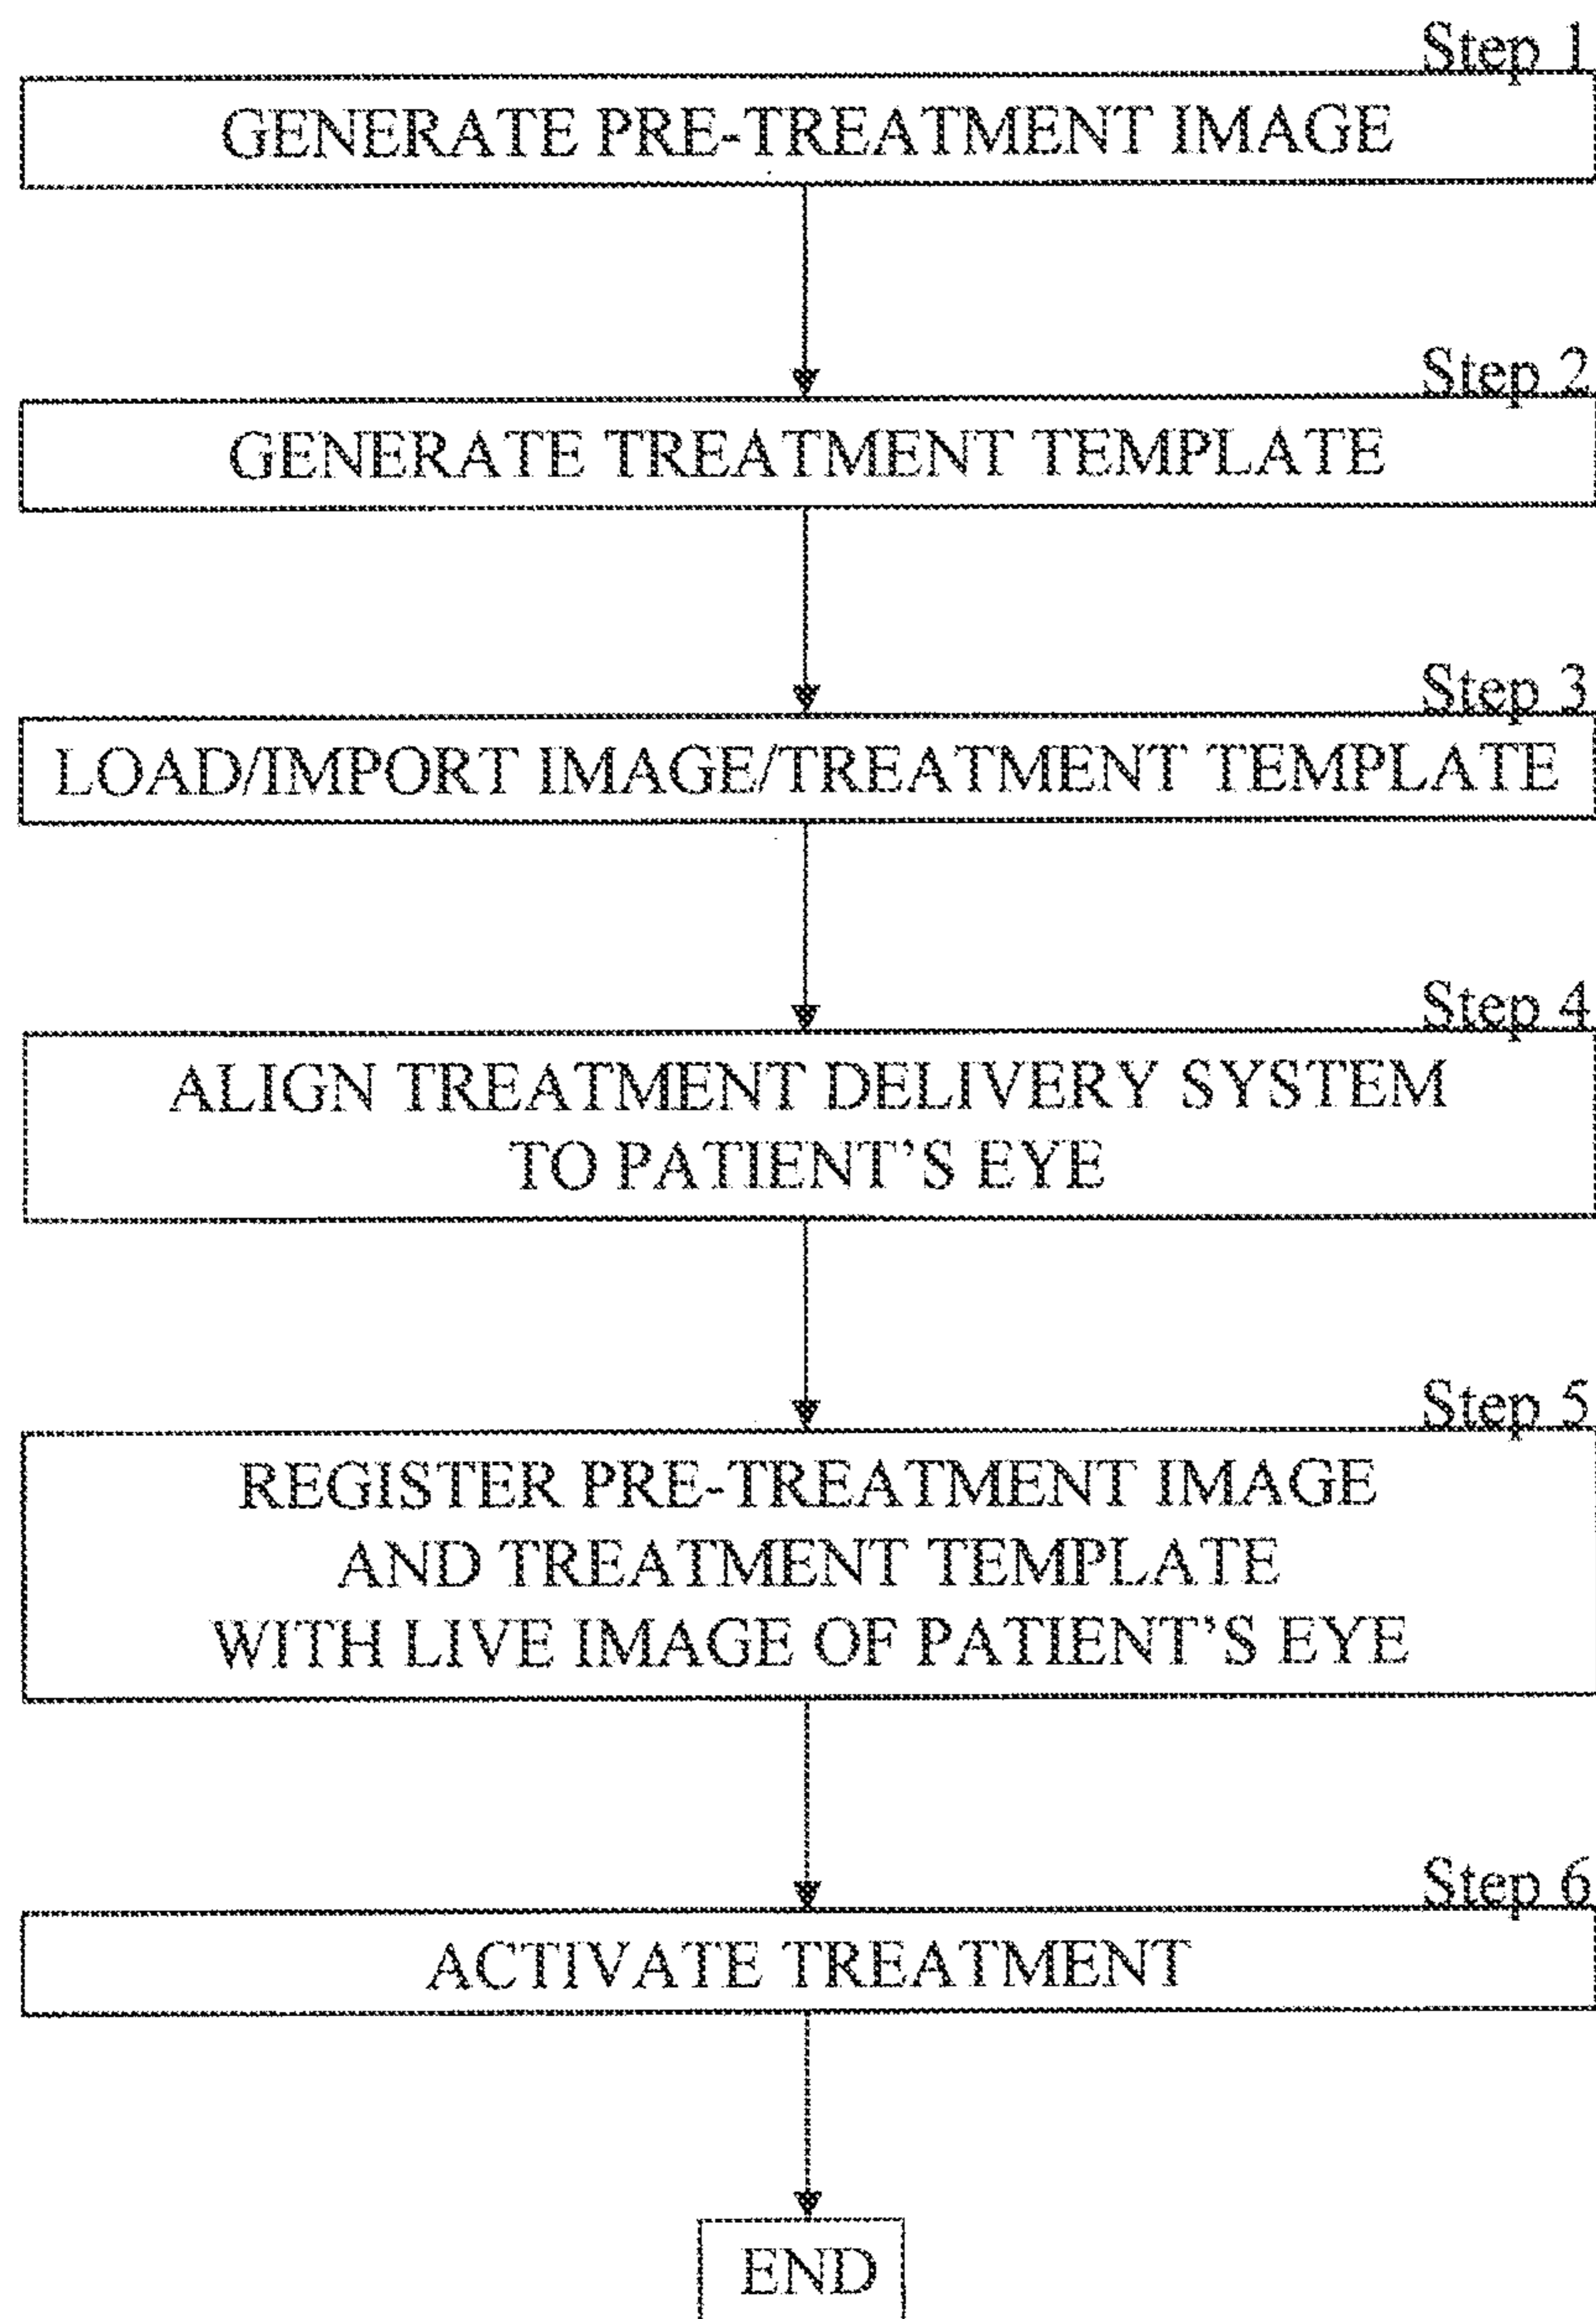 Step 1
GENERATE PRE-TREATMENT IMAGE
Step 2
GENERATE TREATMENT TEMPLATE
Step 3
LOAD/IMPORT IMAGE/TREATMENT TEMPLATE
Step 4
ALIGN TREATMENT DELIVERY SYSTEM
TO PATIENT’S EYE
Step 5
REGISTER PRE-TREATMENT IMAGE
AND TREATMENT TEMPLATE
WITH LIVE IMAGE OF PATIENT’S EYE
Step 6
ACTIVATE TREATMENT
END